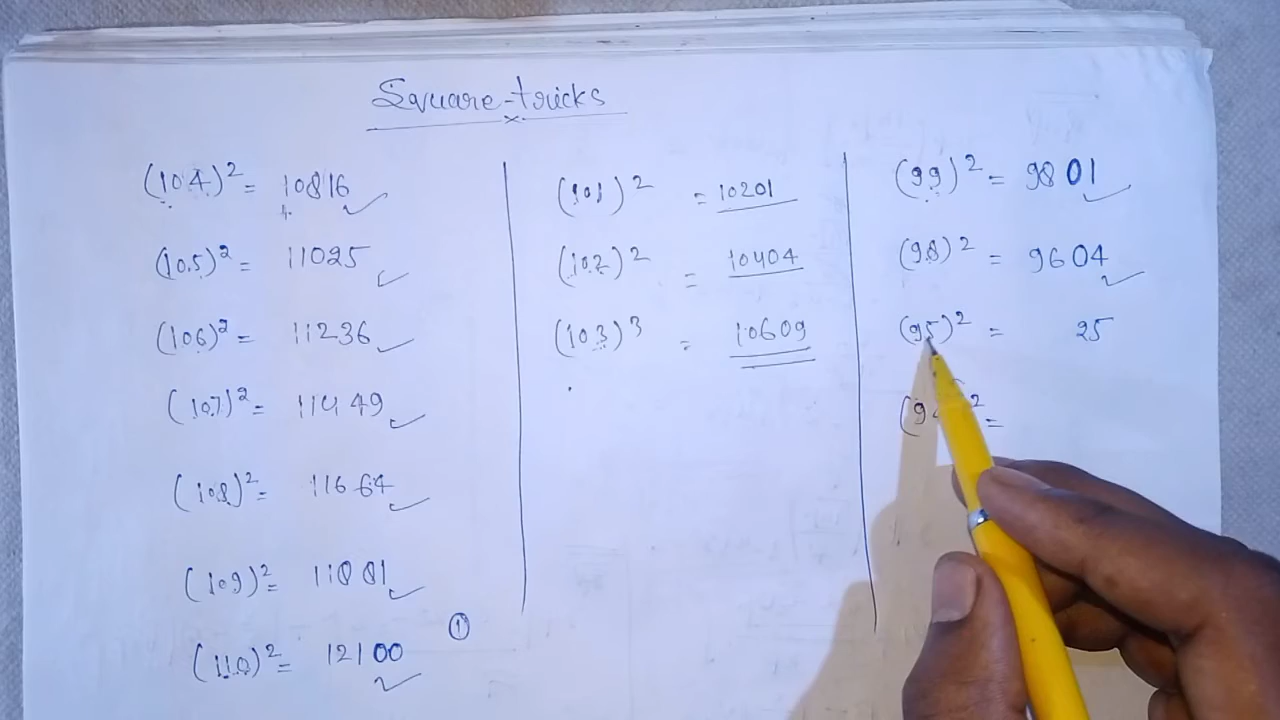 Square-tricks
(104)² = 10816
(105)² = 11025
(106)² = 11236
(107)² = 11449
(108)² = 11664
(109)² = 11881
(110)² = 12100
①
(101)² = 10201
(102)² = 10404
(103)³ = 10609
(99)² = 9801
(98)² = 9604
(95)² = 25
(9 ² =